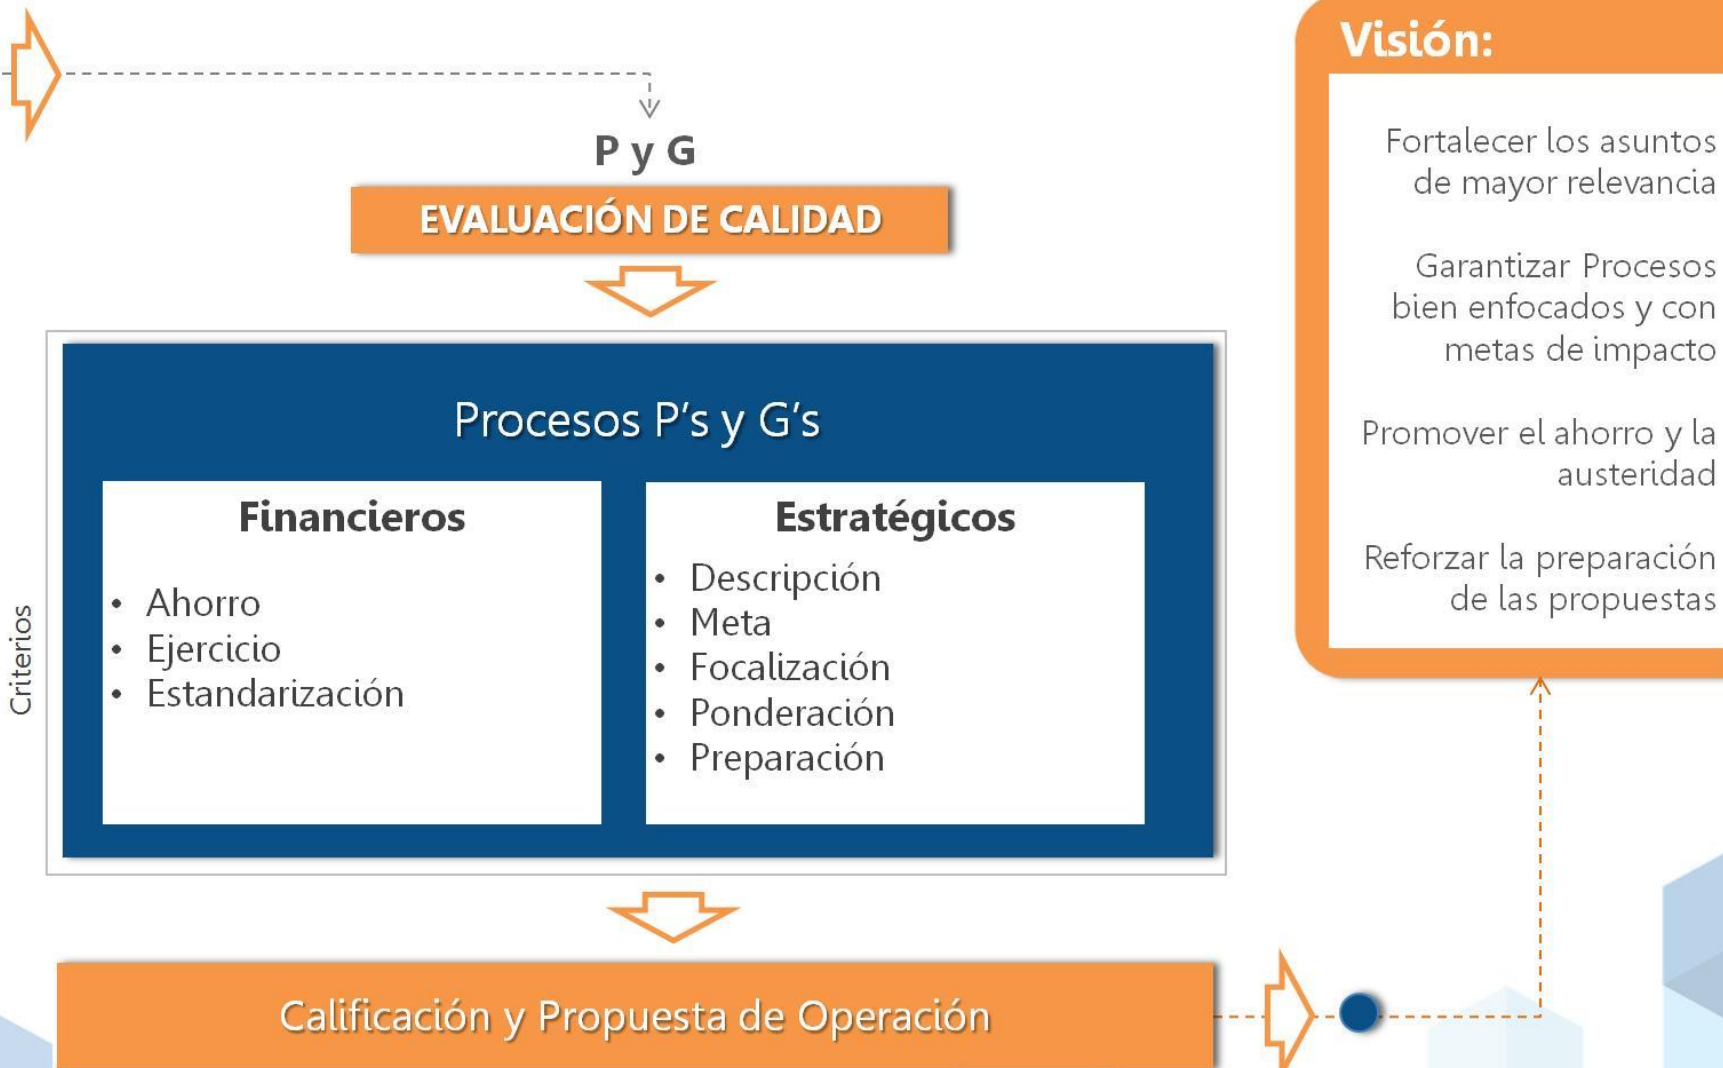 P y G
EVALUACIÓN DE CALIDAD
Criterios
Procesos P’s y G’s
Financieros
• Ahorro
• Ejercicio
• Estandarización
Estratégicos
• Descripción
• Meta
• Focalización
• Ponderación
• Preparación
Calificación y Propuesta de Operación
Visión:
Fortalecer los asuntos
de mayor relevancia
Garantizar Procesos
bien enfocados y con
metas de impacto
Promover el ahorro y la
austeridad
Reforzar la preparación
de las propuestas